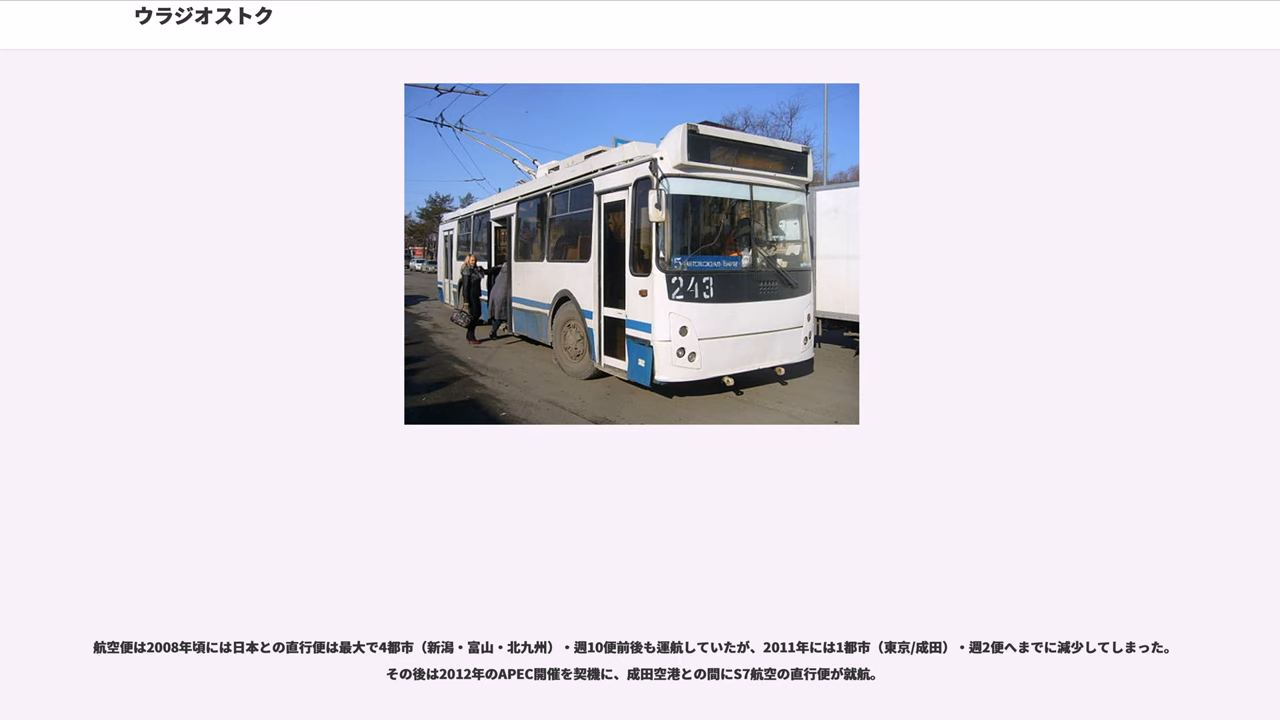 ウラジオストク
243
航空便は2008年頃には日本との直行便は最大で4都市（新潟・富山・北九州）・週10便前後も運航していたが、2011年には1都市（東京/成田）・週2便へまでに減少してしまった。
その後は2012年のAPEC開催を契機に、成田空港との間にS7航空の直行便が就航。